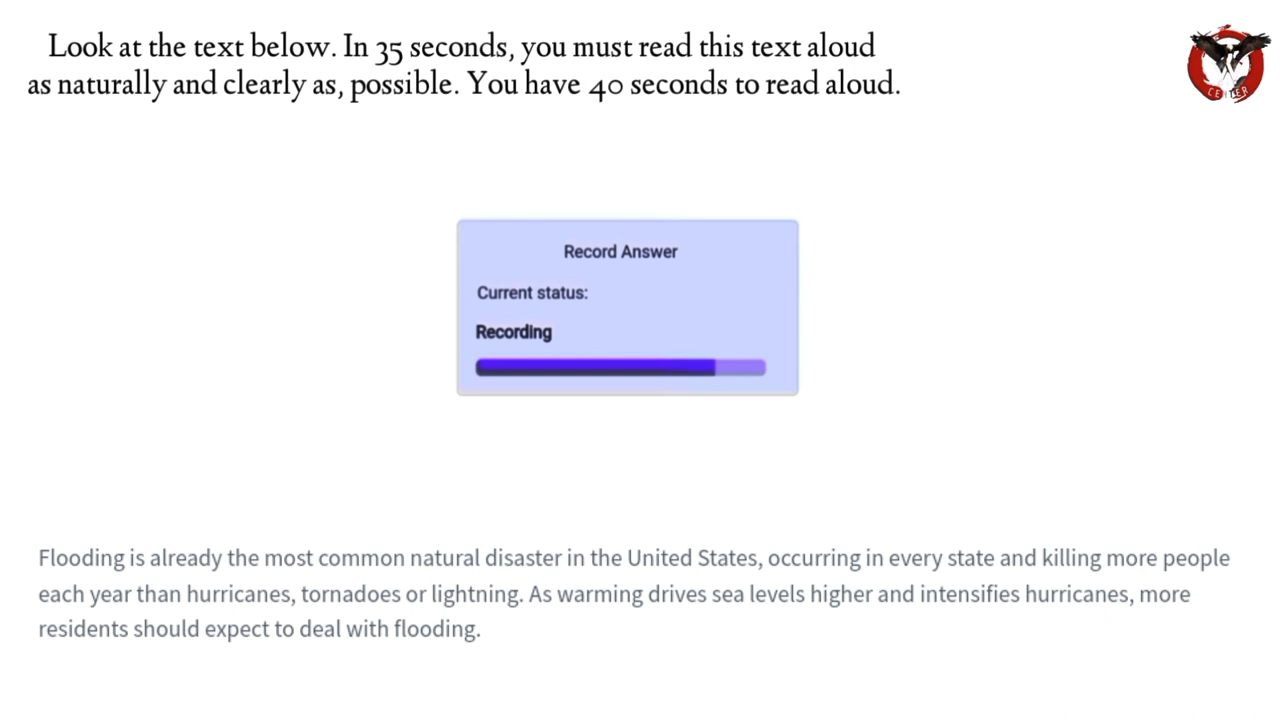 Look at the text below. In 35 seconds, you must read this text aloud
as naturally and clearly as, possible. You have 40 seconds to read aloud.
CENTER
Record Answer
Current status:
Recording
Flooding is already the most common natural disaster in the United States, occurring in every state and killing more people
each year than hurricanes, tornadoes or lightning. As warming drives sea levels higher and intensifies hurricanes, more
residents should expect to deal with flooding.